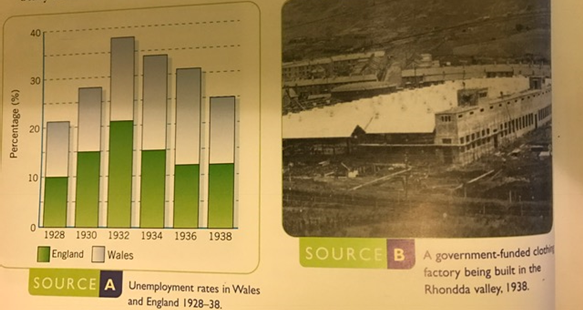 40
30
20
10
0
Percentage (%)
1928 1930 1932 1934 1936 1938
England Wales
SOURCE A
Unemployment rates in Wales
and England 1928–38.
SOURCE B
A government-funded clothing
factory being built in the
Rhondda valley, 1938.